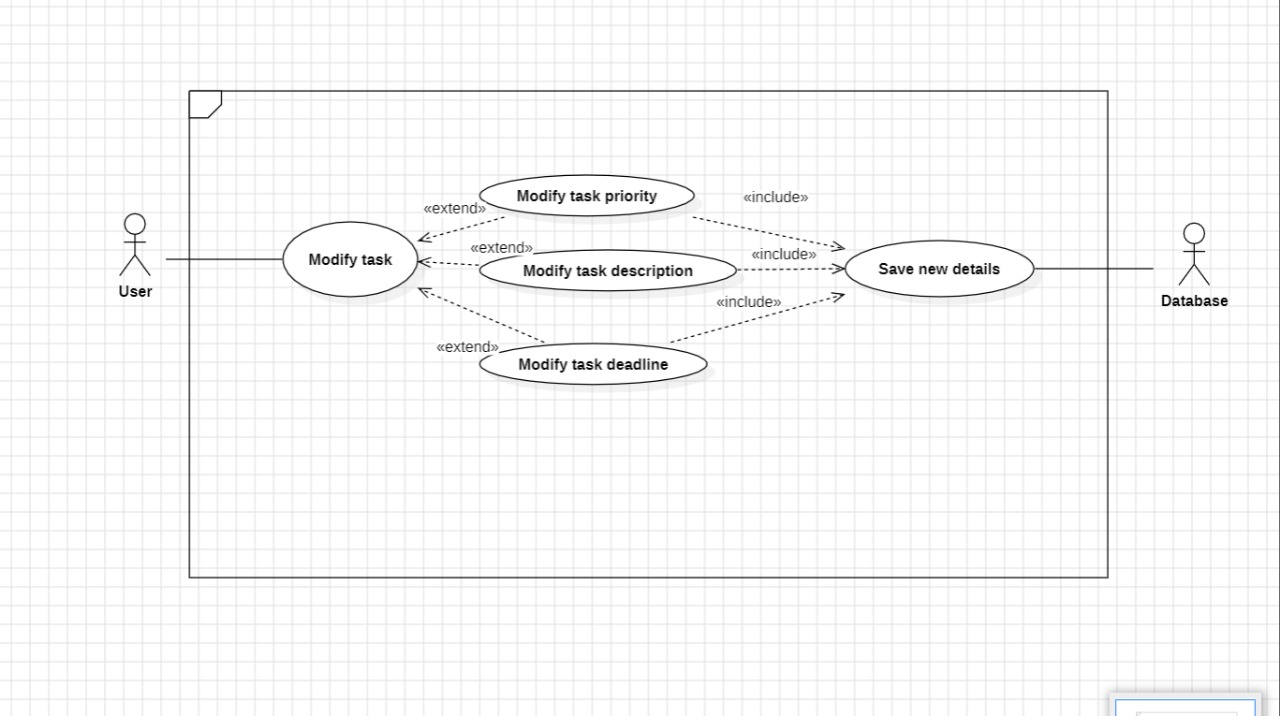 Modify task priority
«include»
«extend»
«extend»
«include»
Modify task
Modify task description
Save new details
User
Database
«include»
«extend»
Modify task deadline